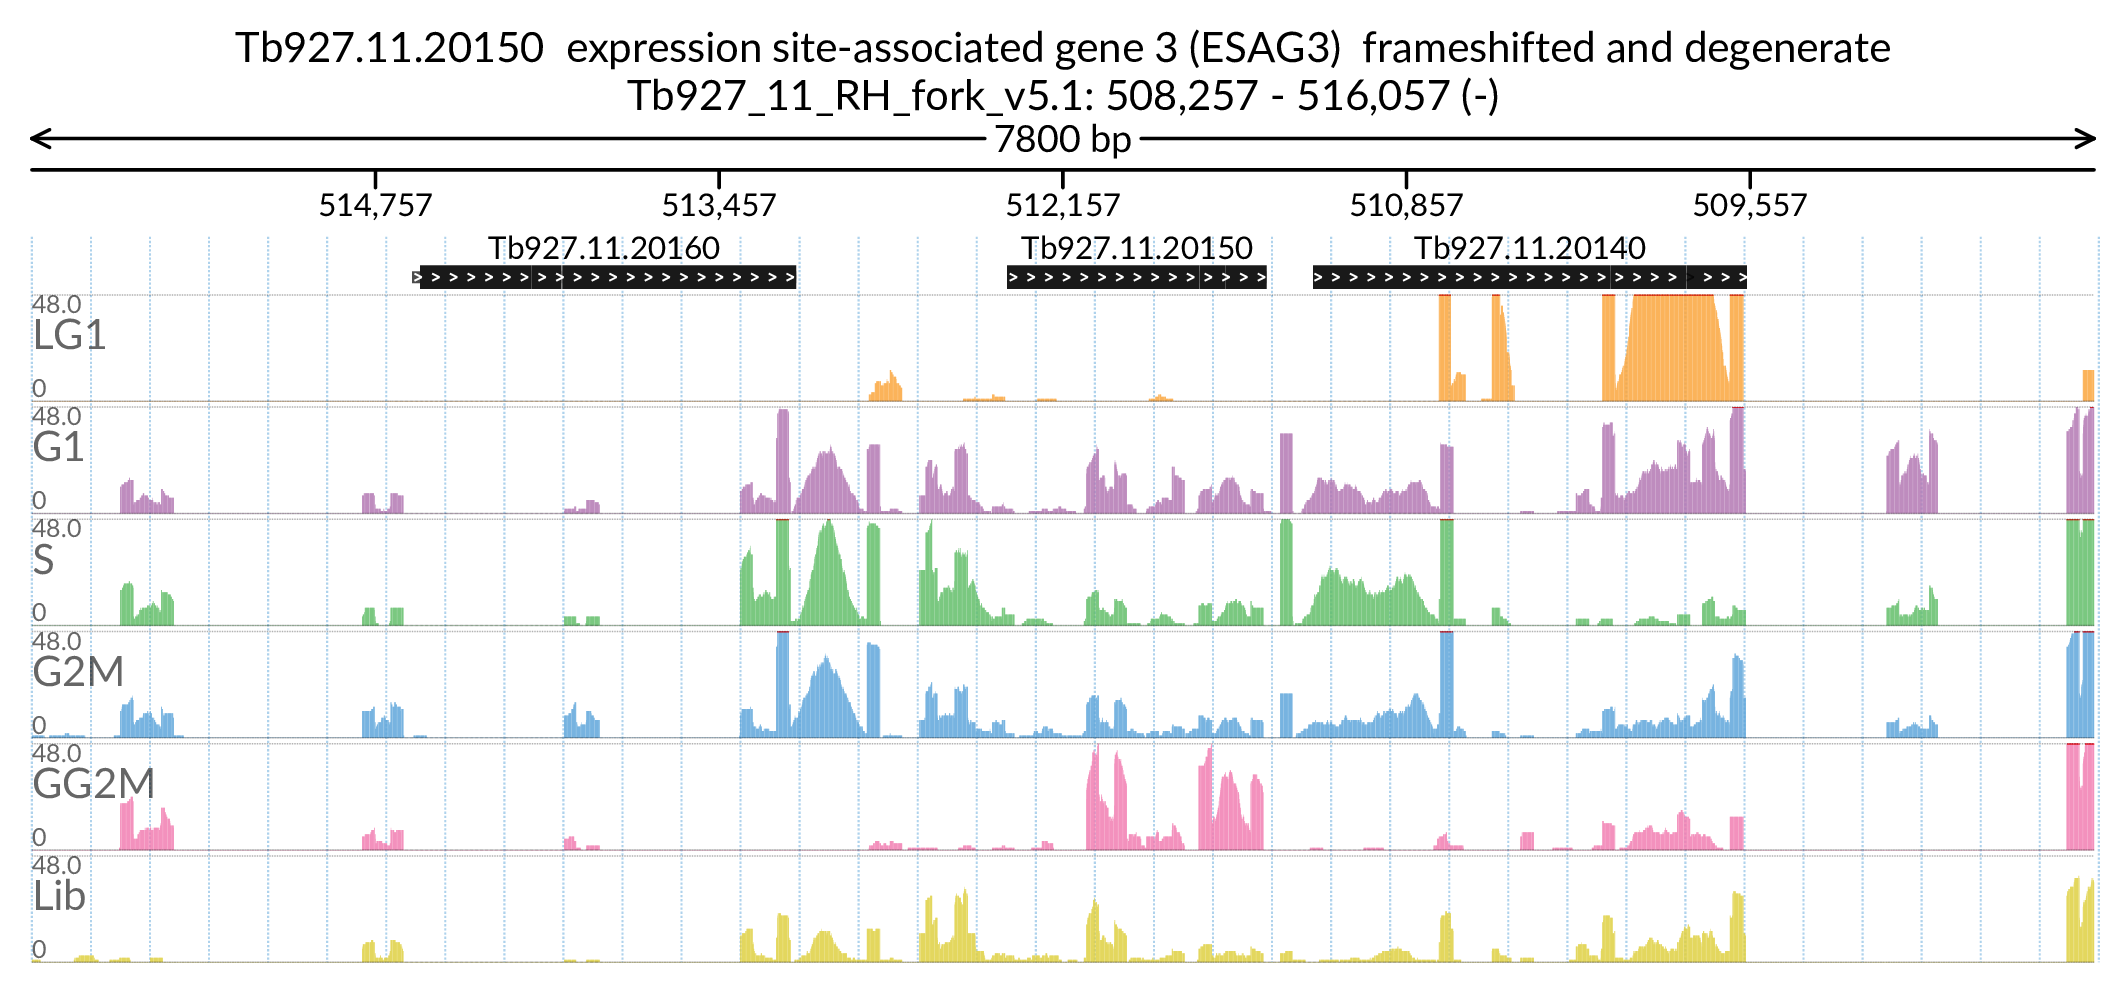 Tb927.11.20150 expression site-associated gene 3 (ESAG3) frameshifted and degenerate
Tb927_11_RH_fork_v5.1: 508,257 - 516,057 (-)
7800 bp
514,757 513,457 512,157 510,857 509,557
Tb927.11.20160 Tb927.11.20150 Tb927.11.20140
48.0
LG1
0
48.0
G1
0
48.0
S
0
48.0
G2M
0
48.0
GG2M
0
48.0
Lib
0